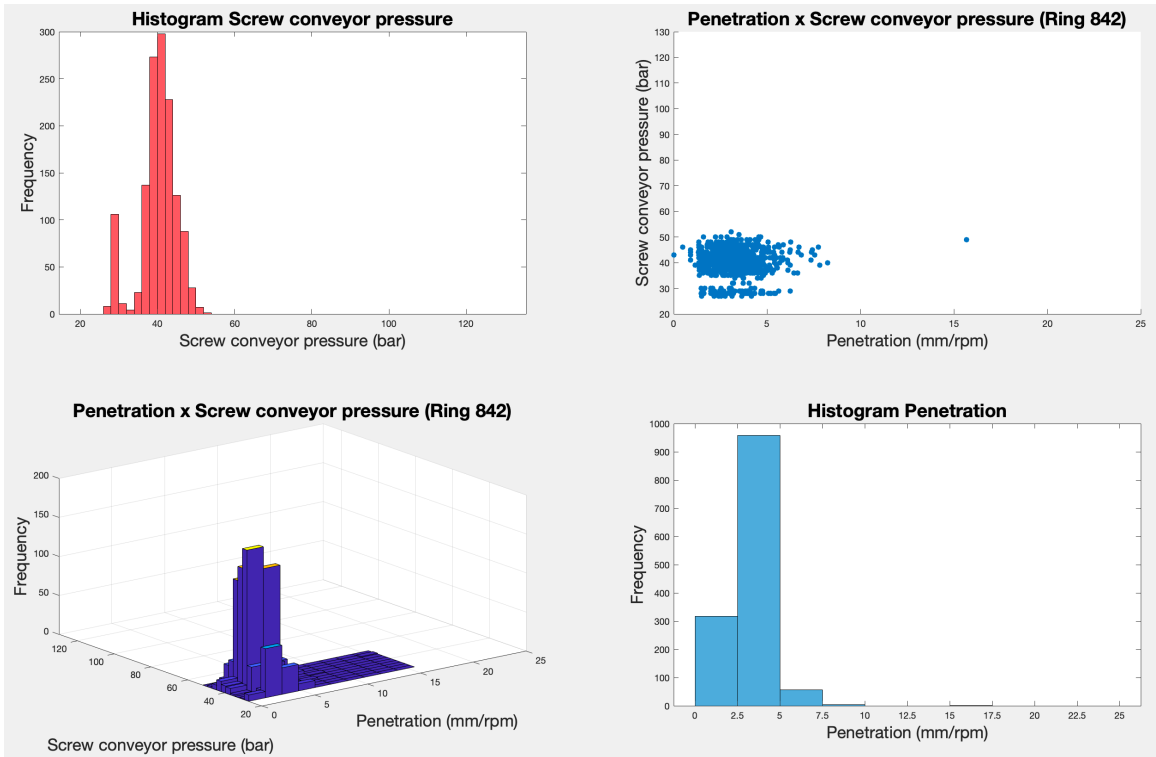 Histogram Screw conveyor pressure
300
250
200
150
100
50
0
20 40 60 80 100 120
Frequency
Screw conveyor pressure (bar)
Penetration x Screw conveyor pressure (Ring 842)
130
120
110
100
90
80
70
60
50
40
30
20
0 5 10 15 20 25
Screw conveyor pressure (bar)
Penetration (mm/rpm)
Penetration x Screw conveyor pressure (Ring 842)
200
150
100
50
0
Frequency
120
100
80
60
40
20
0
5
10
15
20
25
Penetration (mm/rpm)
Screw conveyor pressure (bar)
Histogram Penetration
1000
900
800
700
600
500
400
300
200
100
0
0 2.5 5 7.5 10 12.5 15 17.5 20 22.5 25
Frequency
Penetration (mm/rpm)